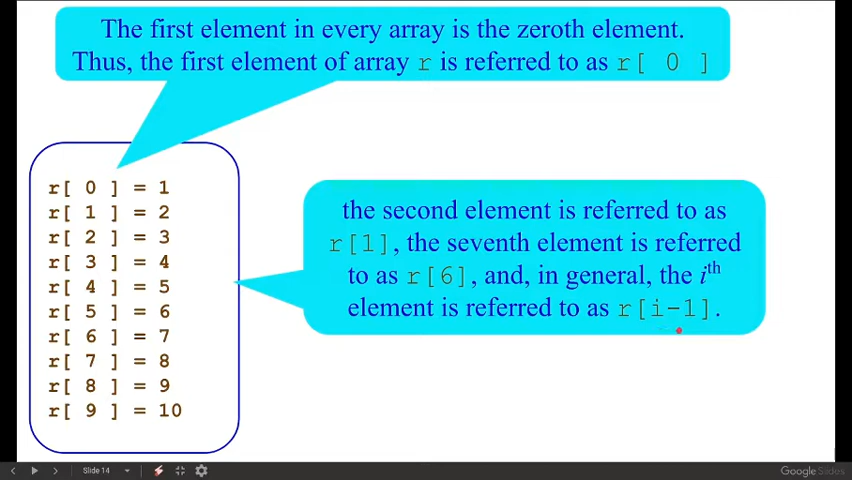 The first element in every array is the zeroth element.
Thus, the first element of array r is referred to as r[ 0 ]
r[ 0 ] = 1
r[ 1 ] = 2
r[ 2 ] = 3
r[ 3 ] = 4
r[ 4 ] = 5
r[ 5 ] = 6
r[ 6 ] = 7
r[ 7 ] = 8
r[ 8 ] = 9
r[ 9 ] = 10
the second element is referred to as
r[1], the seventh element is referred
to as r[6], and, in general, the ith
element is referred to as r[i-1].
Slide 14
Google Slides